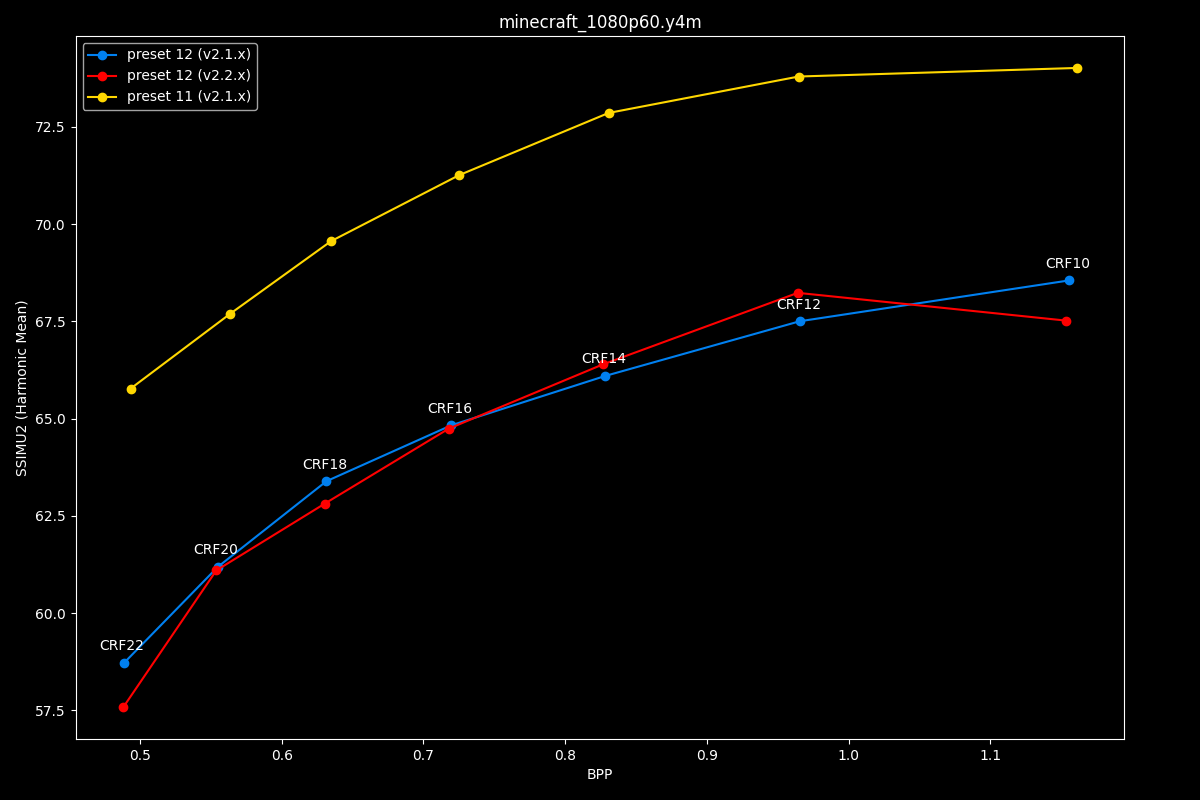 minecraft_1080p60.y4m
preset 12 (v2.1.x)
preset 12 (v2.2.x)
preset 11 (v2.1.x)
72.5
70.0
67.5
65.0
62.5
60.0
57.5
SSIMU2 (Harmonic Mean)
CRF10
CRF12
CRF14
CRF16
CRF18
CRF20
CRF22
0.5 0.6 0.7 0.8 0.9 1.0 1.1
BPP